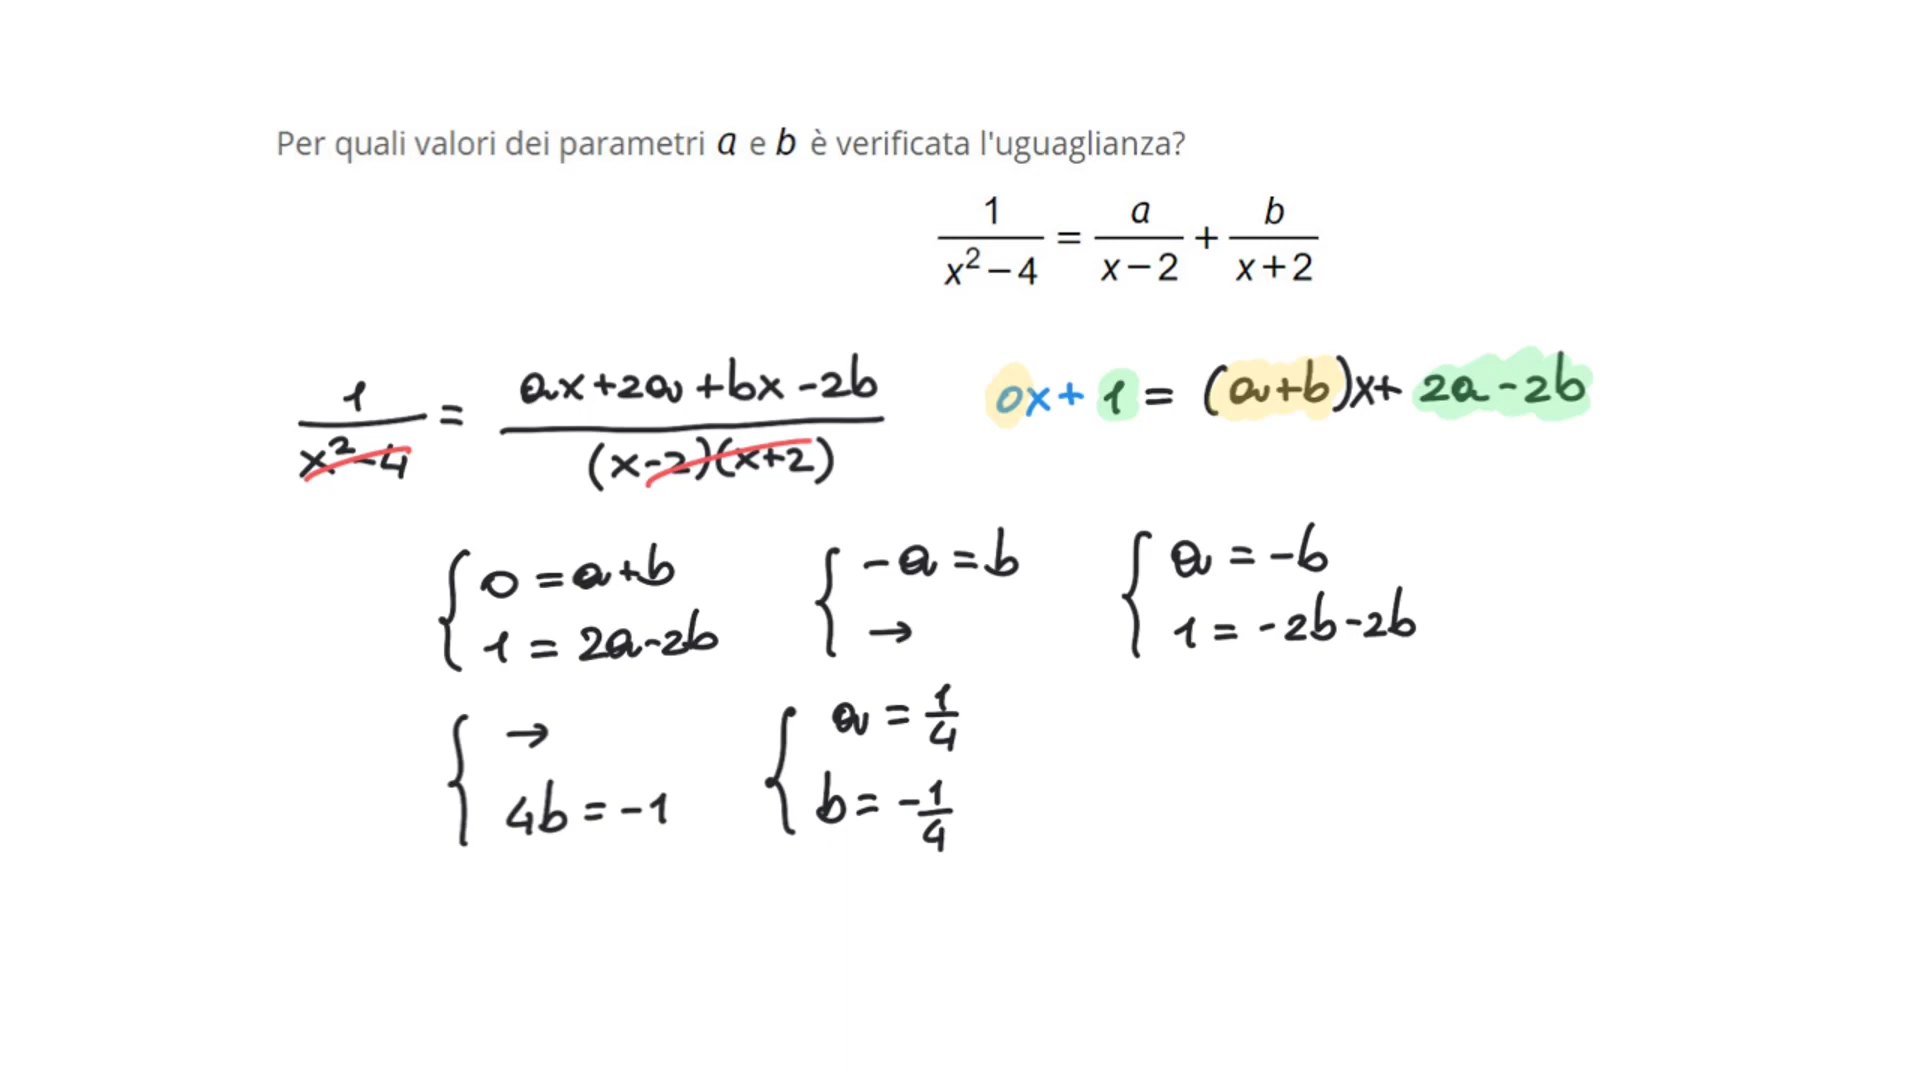 Per quali valori dei parametri a e b è verificata l'uguaglianza?
1/(x²−4) = a/(x−2) + b/(x+2)
1/(x²-4) = (ax+2a+bx-2b)/((x-2)(x+2))
0x+1=(a+b)x+2a-2b
{ 0=a+b
1=2a-2b
{ -a=b
→
{ a=-b
1=-2b-2b
{ →
4b=-1
{ a=1/4
b=-1/4